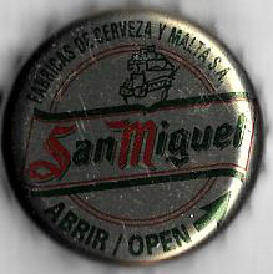 FABRICAS DE CERVEZA Y MALTA S.A.
San Miguel
ABRIR / OPEN